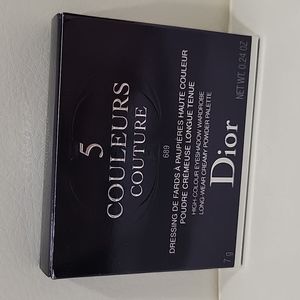 5
COULEURS
COUTURE
689
DRESSING DE FARDS À PAUPIÈRES HAUTE COULEUR
POUDRE CRÉMEUSE LONGUE TENUE
HIGH-COLOUR EYESHADOW WARDROBE
LONG-WEAR CREAMY POWDER PALETTE
Dior
7 g
NET WT. 0.24 OZ